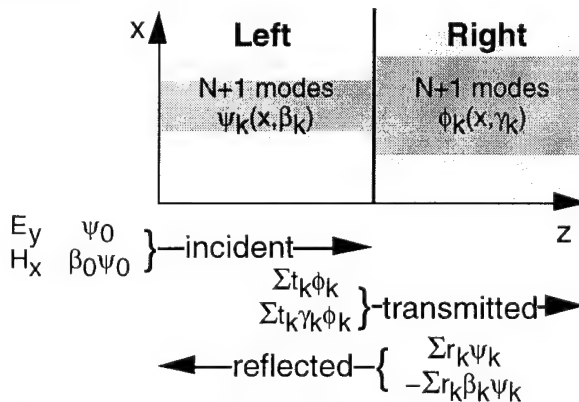 x
Left
Right
N+1 modes
ψk(x,βk)
N+1 modes
ϕk(x,γk)
z
Ey ψ0
Hx β0ψ0
} incident
Σtkϕk
Σtkγkϕk
} transmitted
reflected {
Σrkψk
-Σrkβkψk